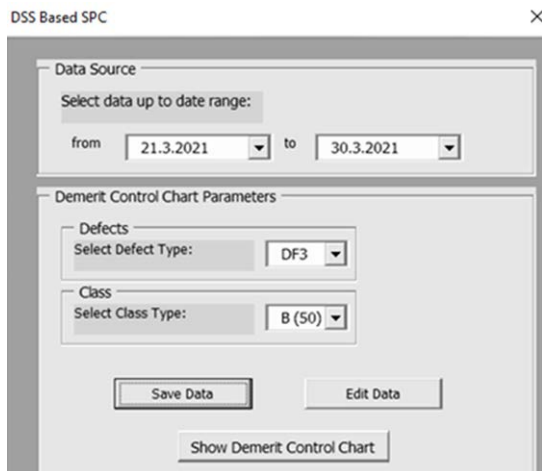 DSS Based SPC
Data Source
Select data up to date range:
from 21.3.2021 to 30.3.2021
Demerit Control Chart Parameters
Defects
Select Defect Type: DF3
Class
Select Class Type: B (50)
Save Data Edit Data
Show Demerit Control Chart